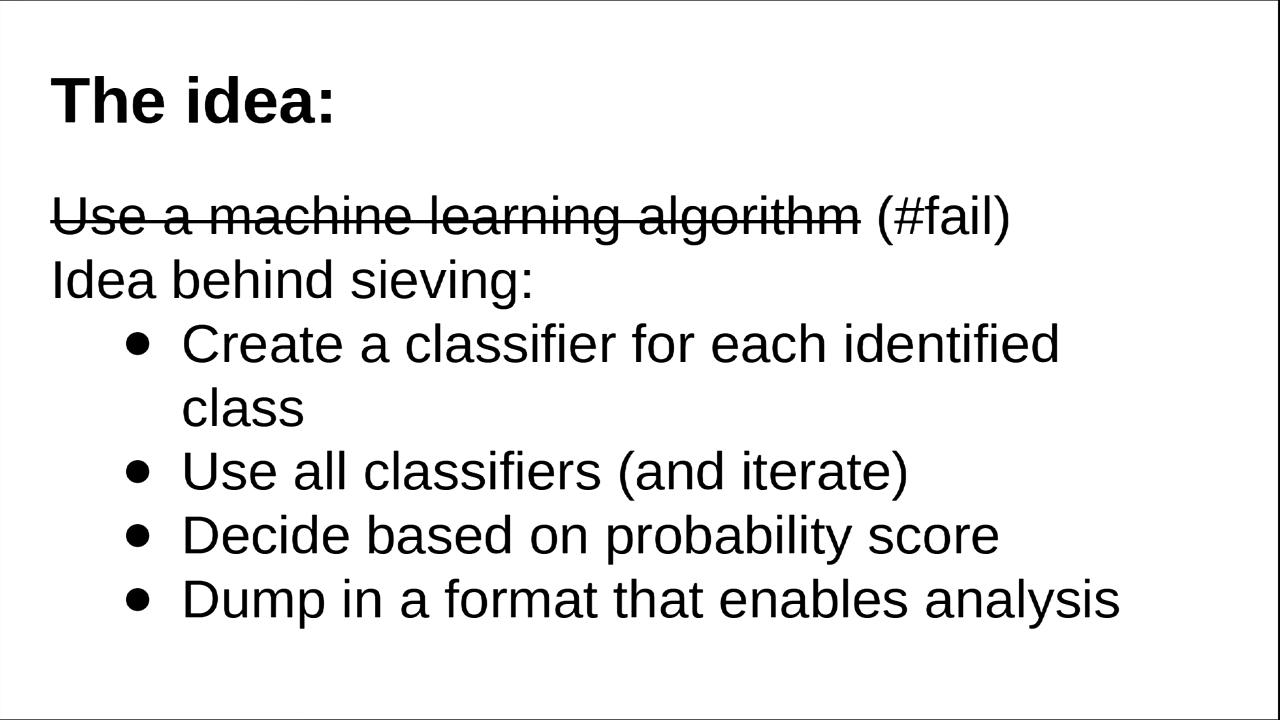 The idea:
Use a machine learning algorithm (#fail)
Idea behind sieving:
● Create a classifier for each identified
class
● Use all classifiers (and iterate)
● Decide based on probability score
● Dump in a format that enables analysis